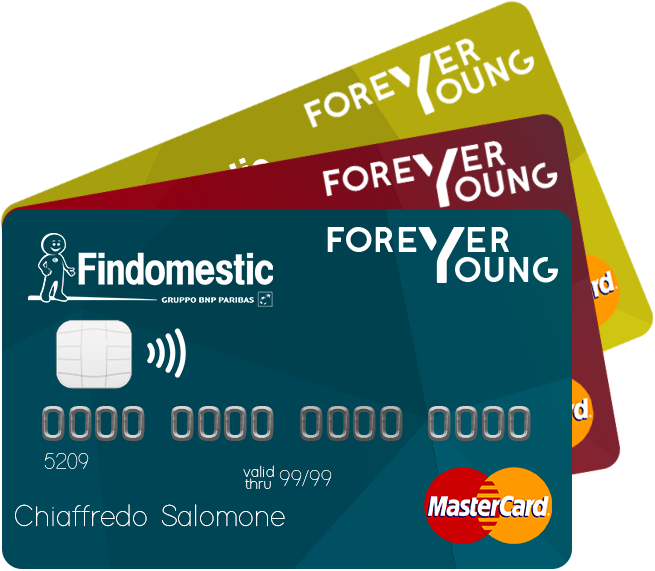 FOREVER
YOUNG
FOREVER
YOUNG
Findomestic
GRUPPO BNP PARIBAS
FOREVER
YOUNG
0000 0000 0000 0000
5209
valid
thru 99/99
Chiaffredo Salomone
MasterCard